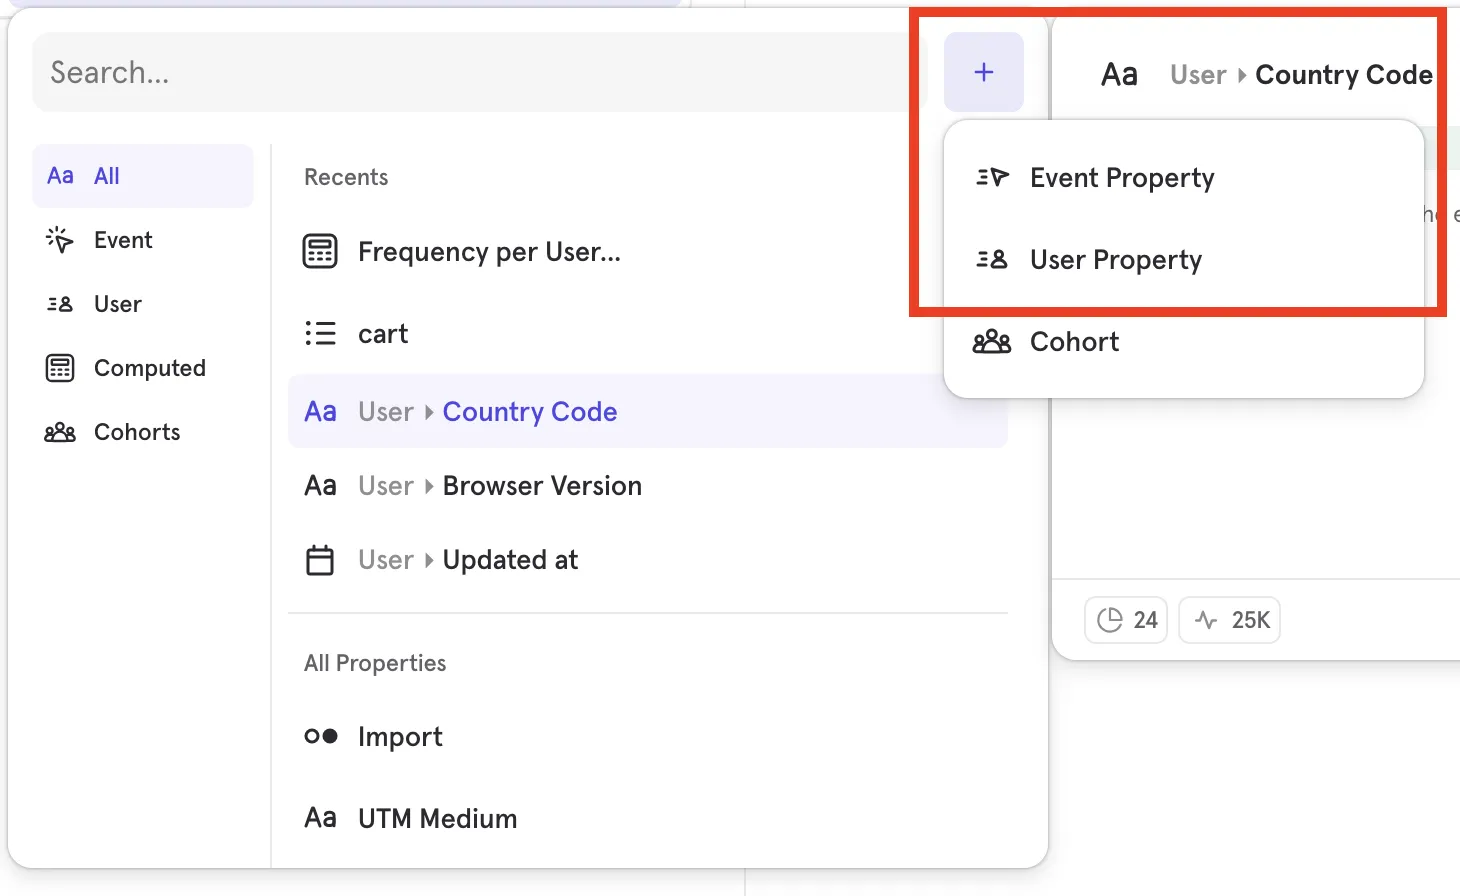 Search...
+
Aa User ▸ Country Code
Event Property
User Property
Cohort
Aa All
Event
User
Computed
Cohorts
Recents
Frequency per User...
cart
Aa User ▸ Country Code
Aa User ▸ Browser Version
User ▸ Updated at
All Properties
Import
Aa UTM Medium
24
25K